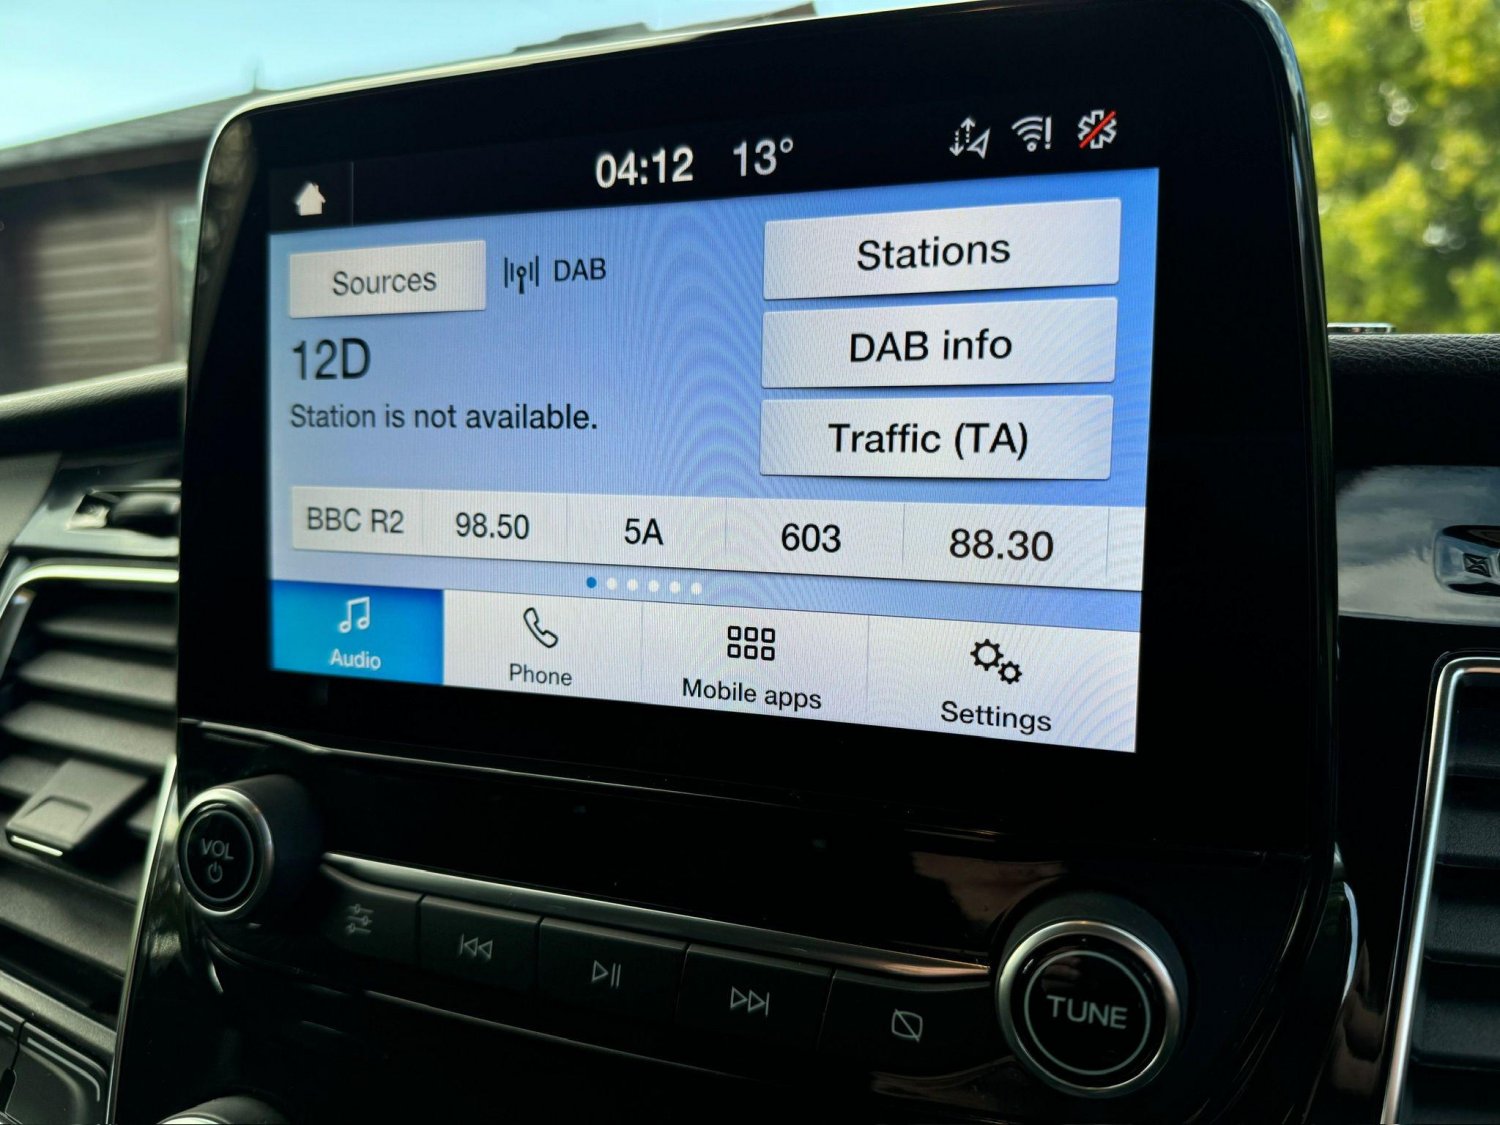 04:12 13°
Sources DAB
Stations
12D
DAB info
Station is not available.
Traffic (TA)
BBC R2 98.50 5A 603 88.30
Audio Phone Mobile apps Settings
VOL
TUNE